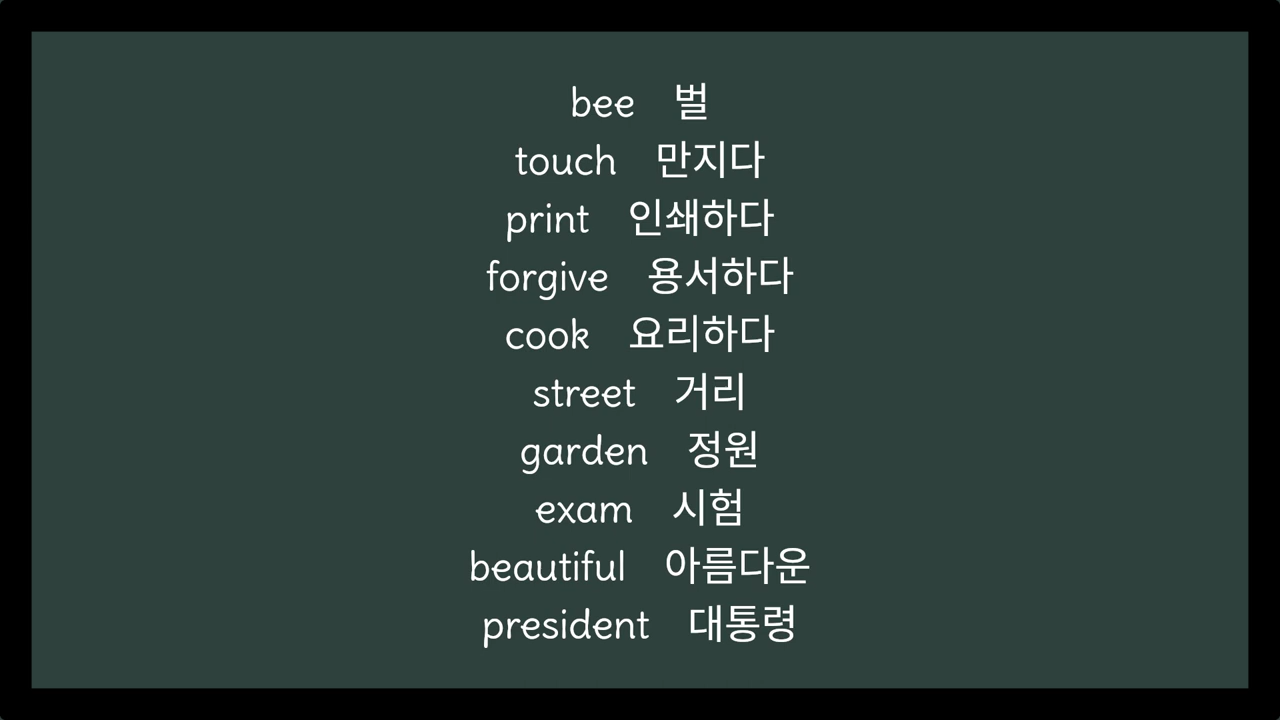 bee 벌
touch 만지다
print 인쇄하다
forgive 용서하다
cook 요리하다
street 거리
garden 정원
exam 시험
beautiful 아름다운
president 대통령